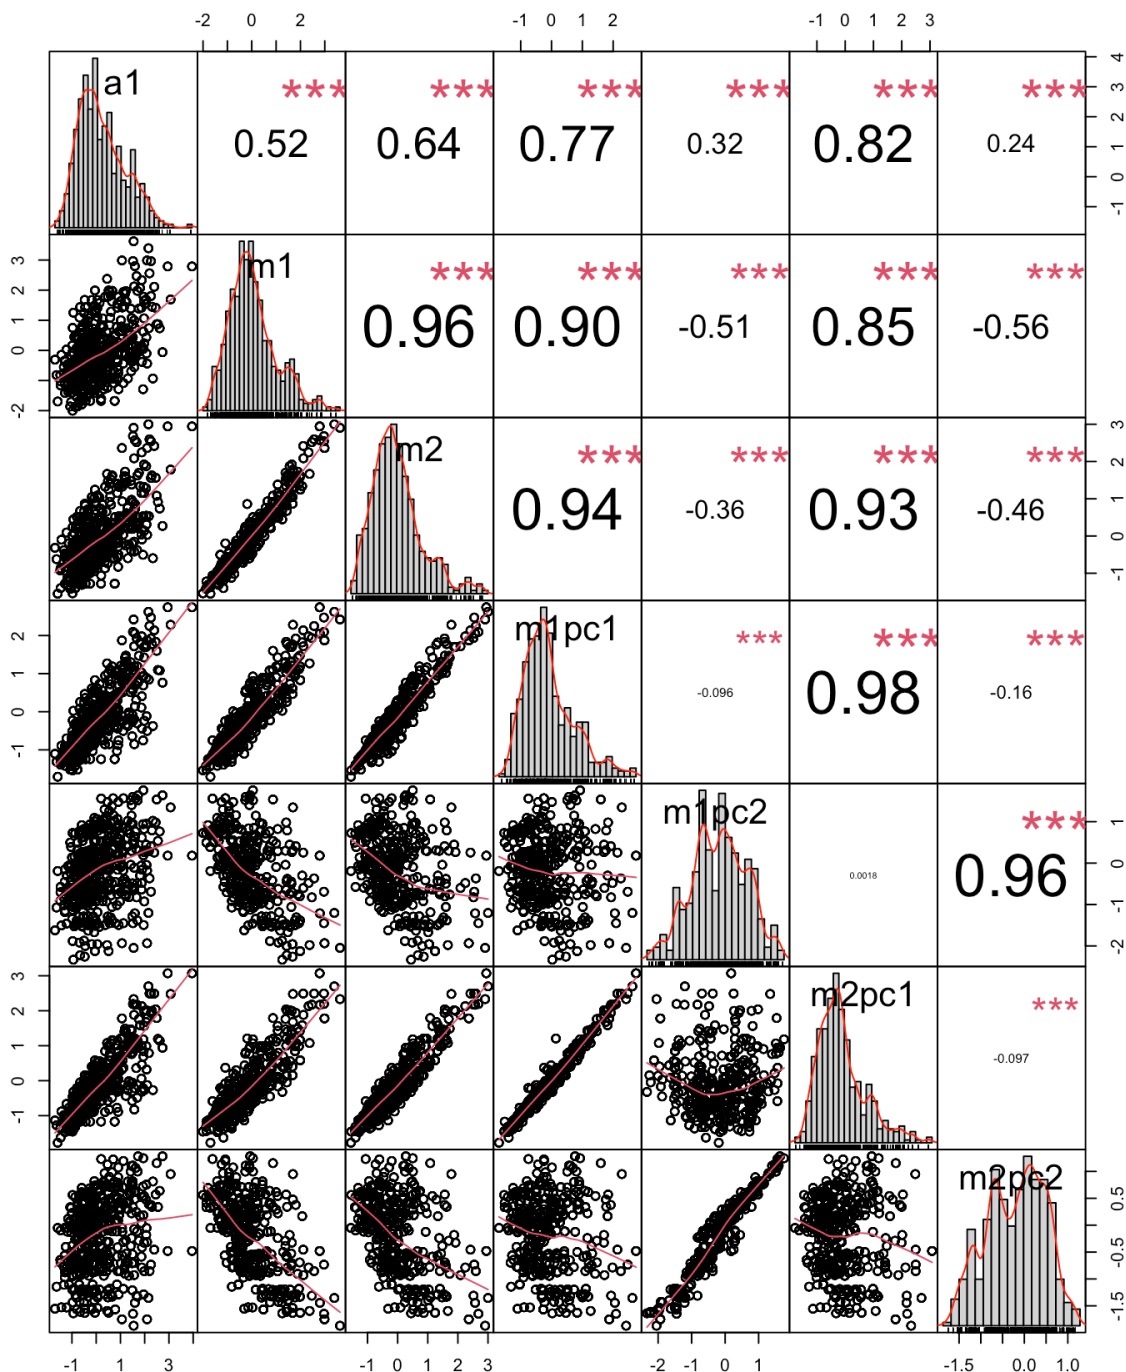 -2 0 2 -1 0 1 2 -1 0 1 2 3
a1 *** *** *** *** *** ***
0.52 0.64 0.77 0.32 0.82 0.24
-1 0 1 2 3 4
m1 *** *** *** *** ***
0.96 0.90 -0.51 0.85 -0.56
-2 0 1 2 3
m2 *** *** *** ***
0.94 -0.36 0.93 -0.46
-1 0 1 2 3
m1pc1 *** *** ***
-0.096 0.98 -0.16
-1 0 1 2
m1pc2 ***
0.0018 0.96
-2 -1 0 1
m2pc1 ***
-0.097
-1 0 1 2 3
m2pc2
-1.5 -0.5 0.5
-1 1 3 -1 0 1 2 3 -2 -1 0 1 -1.5 0.0 1.0